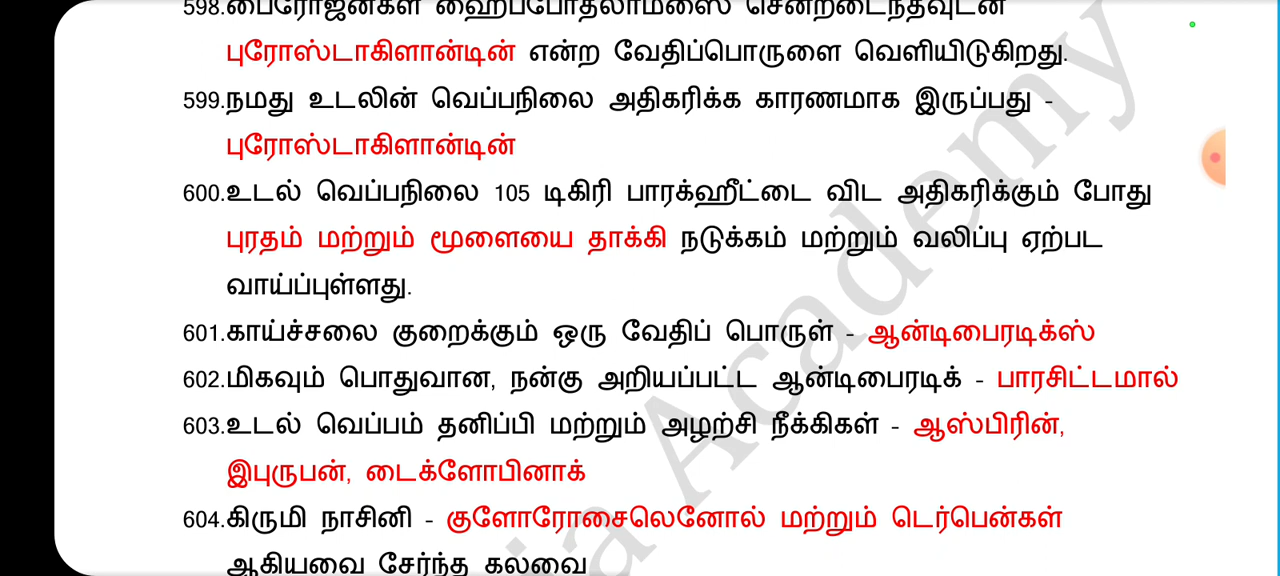 598.பைரோஜன்கள் ஹைப்போதலாமஸை சென்றடைந்தவுடன்
புரோஸ்டாகிளான்டின் என்ற வேதிப்பொருளை வெளியிடுகிறது.
599.நமது உடலின் வெப்பநிலை அதிகரிக்க காரணமாக இருப்பது -
புரோஸ்டாகிளான்டின்
600.உடல் வெப்பநிலை 105 டிகிரி பாரக்ஹீட்டை விட அதிகரிக்கும் போது
புரதம் மற்றும் மூளையை தாக்கி நடுக்கம் மற்றும் வலிப்பு ஏற்பட
வாய்ப்புள்ளது.
601.காய்ச்சலை குறைக்கும் ஒரு வேதிப் பொருள் - ஆன்டிபைரடிக்ஸ்
602.மிகவும் பொதுவான, நன்கு அறியப்பட்ட ஆன்டிபைரடிக் - பாரசிட்டமால்
603.உடல் வெப்பம் தனிப்பி மற்றும் அழற்சி நீக்கிகள் - ஆஸ்பிரின்,
இபுருபன், டைக்ளோபினாக்
604.கிருமி நாசினி - குளோரோசைலெனோல் மற்றும் டெர்பென்கள்
ஆகியவை சேர்ந்த கலவை
Academy